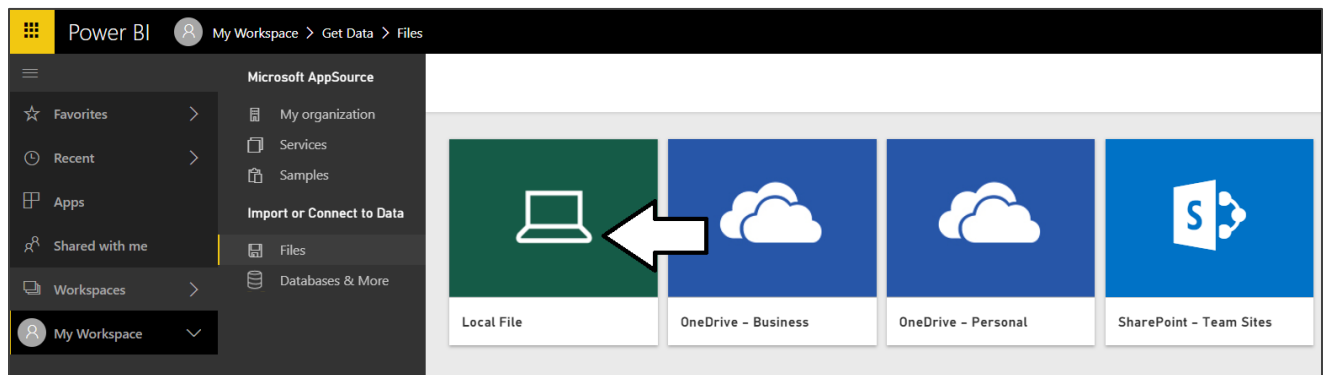 Power BI
My Workspace > Get Data > Files
Favorites
Recent
Apps
Shared with me
Workspaces
My Workspace
Microsoft AppSource
My organization
Services
Samples
Import or Connect to Data
Files
Databases & More
Local File
OneDrive – Business
OneDrive – Personal
S
SharePoint – Team Sites